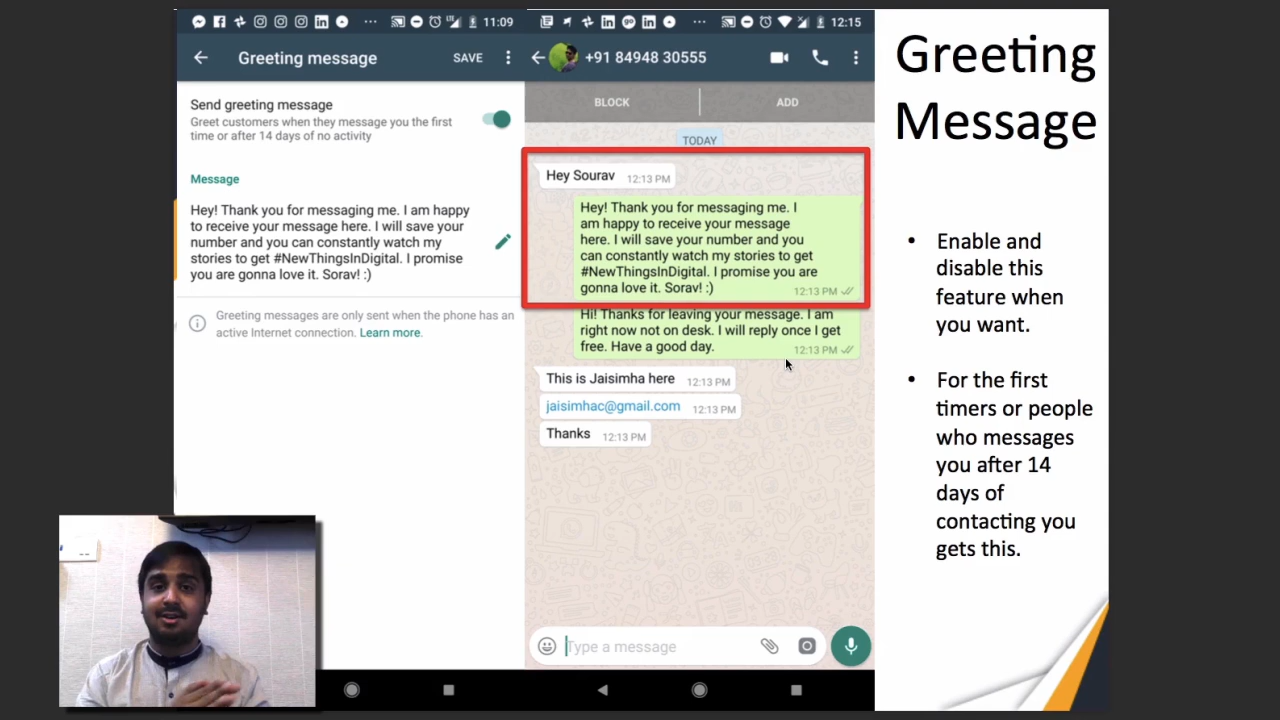 11:09
Greeting message
SAVE
Send greeting message
Greet customers when they message you the first
time or after 14 days of no activity
Message
Hey! Thank you for messaging me. I am happy
to receive your message here. I will save your
number and you can constantly watch my
stories to get #NewThingsInDigital. I promise
you are gonna love it. Sorav! :)
Greeting messages are only sent when the phone has an
active Internet connection. Learn more.
12:15
+91 84948 30555
BLOCK
ADD
TODAY
Hey Sourav 12:13 PM
Hey! Thank you for messaging me. I
am happy to receive your message
here. I will save your number and you
can constantly watch my stories to get
#NewThingsInDigital. I promise you are
gonna love it. Sorav! :) 12:13 PM
Hi! Thanks for leaving your message. I am
right now not on desk. I will reply once I get
free. Have a good day. 12:13 PM
This is Jaisimha here 12:13 PM
jaisimhac@gmail.com 12:13 PM
Thanks 12:13 PM
Type a message
Greeting
Message
• Enable and
disable this
feature when
you want.
• For the first
timers or people
who messages
you after 14
days of
contacting you
gets this.